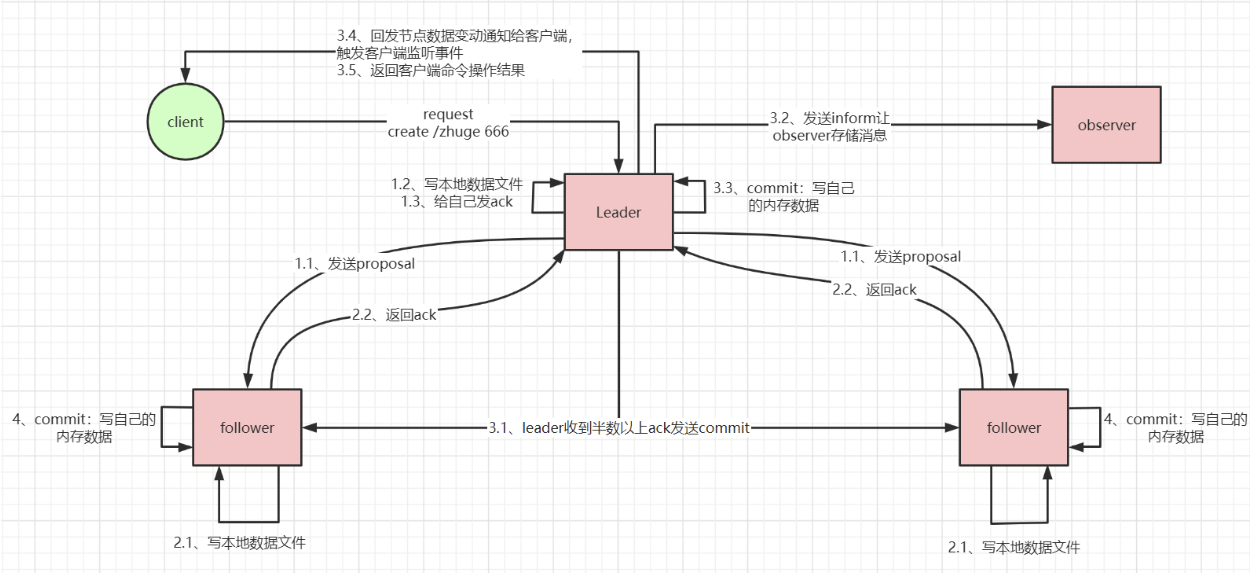 3.4、回发节点数据变动通知给客户端，
触发客户端监听事件
3.5、返回客户端命令操作结果
client
request
create /zhuge 666
3.2、发送inform让
observer存储消息
observer
1.2、写本地数据文件
1.3、给自己发ack
Leader
3.3、commit：写自己
的内存数据
1.1、发送proposal
1.1、发送proposal
2.2、返回ack
2.2、返回ack
4、commit：写自己的
内存数据
follower
3.1、leader收到半数以上ack发送commit
follower
4、commit：写自己的
内存数据
2.1、写本地数据文件
2.1、写本地数据文件